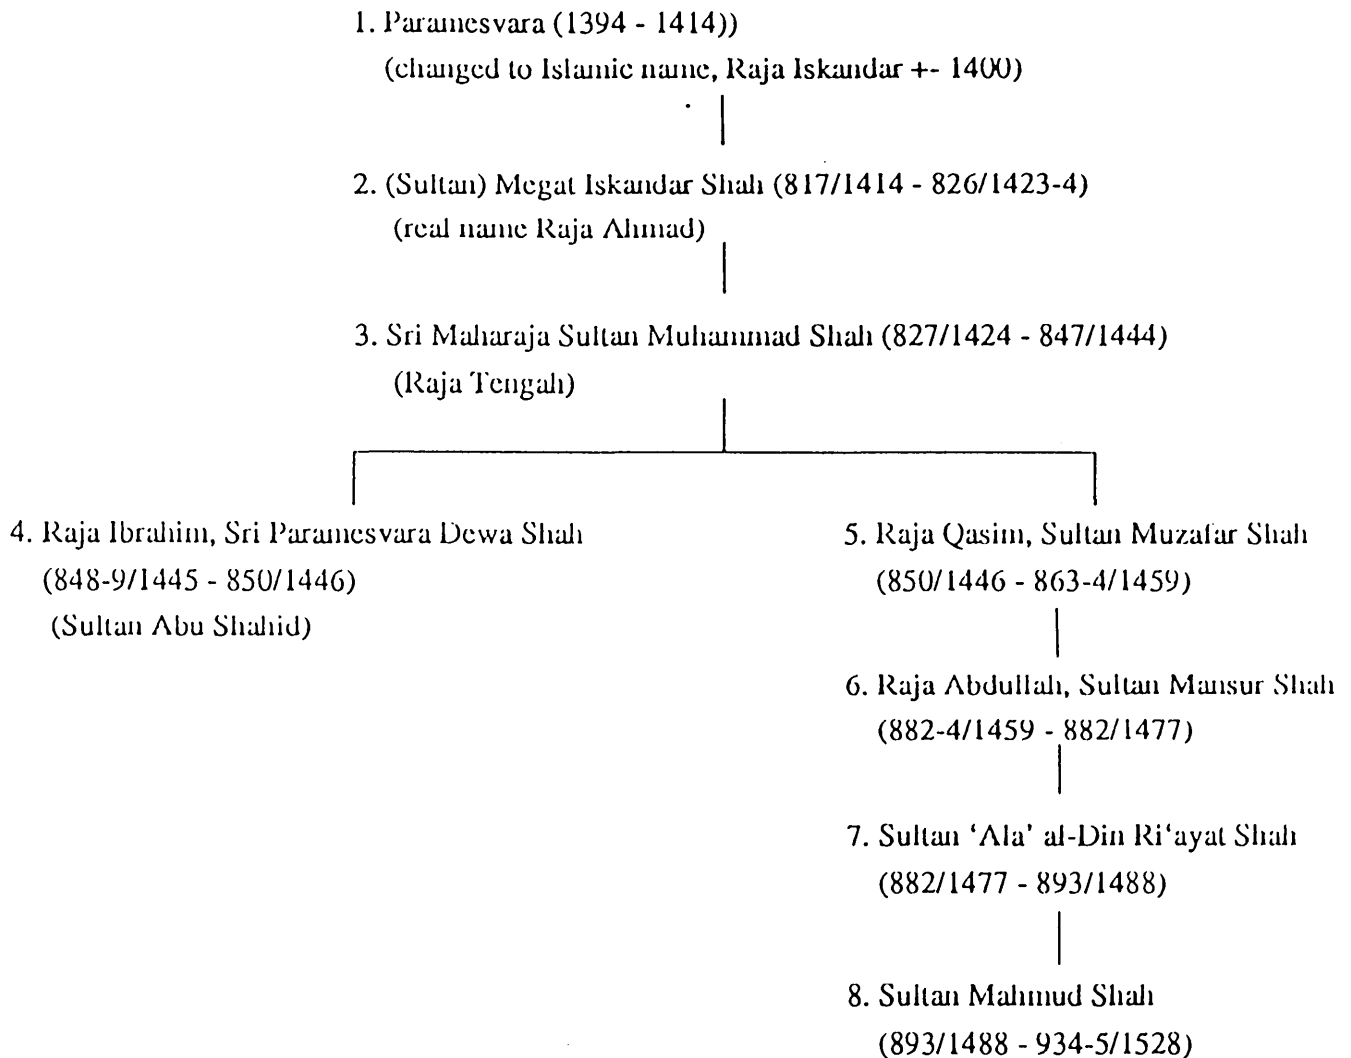 1. Paramesvara (1394 - 1414))
(changed to Islamic name, Raja Iskandar +- 1400)
2. (Sultan) Megat Iskandar Shah (817/1414 - 826/1423-4)
(real name Raja Ahmad)
3. Sri Maharaja Sultan Muhammad Shah (827/1424 - 847/1444)
(Raja Tengah)
4. Raja Ibrahim, Sri Paramesvara Dewa Shah
(848-9/1445 - 850/1446)
(Sultan Abu Shahid)
5. Raja Qasim, Sultan Muzafar Shah
(850/1446 - 863-4/1459)
6. Raja Abdullah, Sultan Mansur Shah
(882-4/1459 - 882/1477)
7. Sultan ‘Ala’ al-Din Ri‘ayat Shah
(882/1477 - 893/1488)
8. Sultan Mahmud Shah
(893/1488 - 934-5/1528)